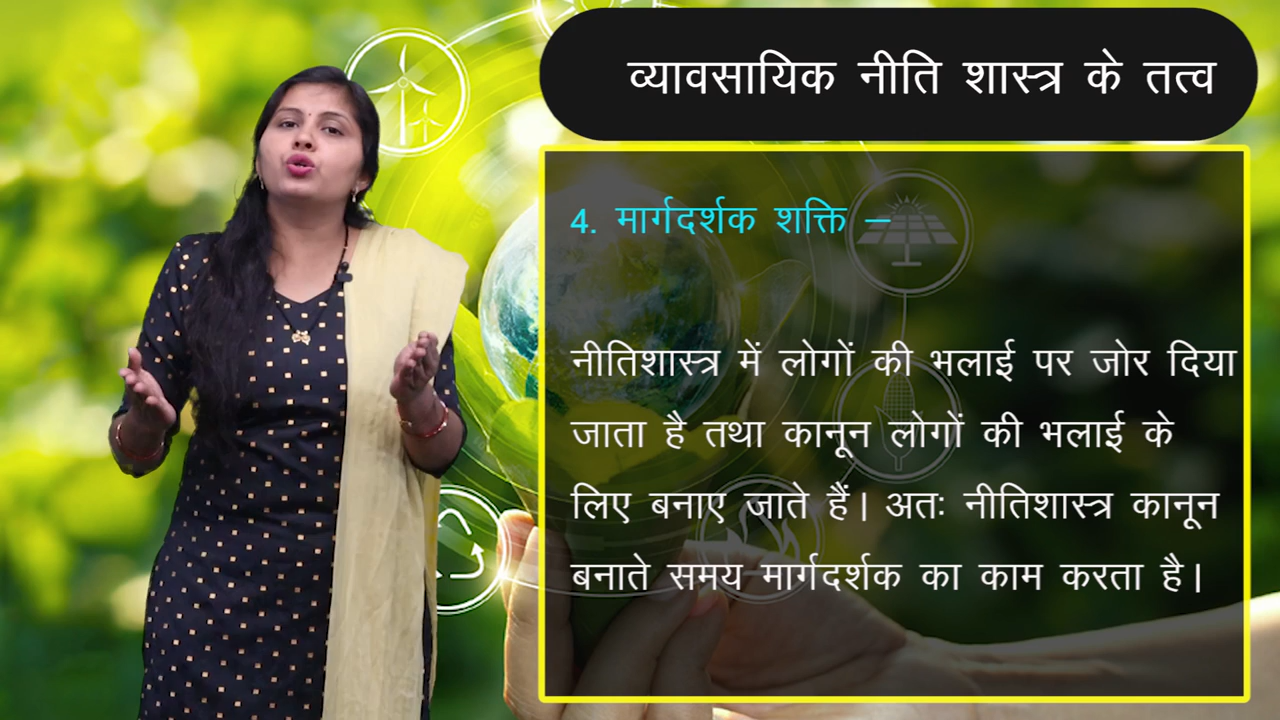 व्यावसायिक नीति शास्त्र के तत्व
4. मार्गदर्शक शक्ति –
नीतिशास्त्र में लोगों की भलाई पर जोर दिया
जाता है तथा कानून लोगों की भलाई के
लिए बनाए जाते हैं। अतः नीतिशास्त्र कानून
बनाते समय मार्गदर्शक का काम करता है।